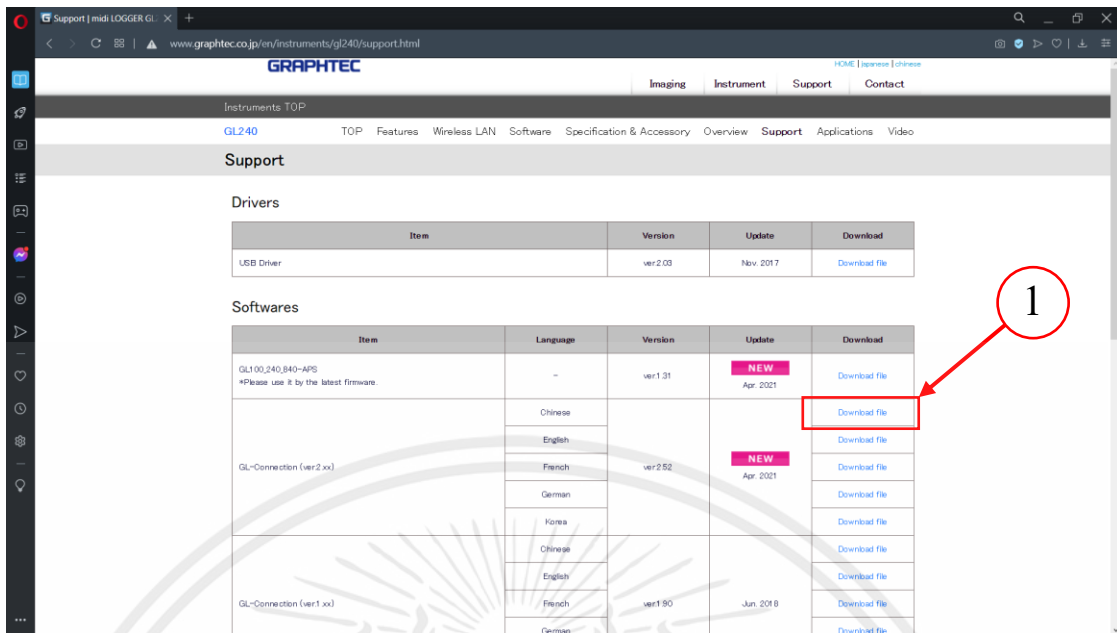 Support | midi LOGGER GL
www.graphtec.co.jp/en/instruments/gl240/support.html
GRAPHTEC
HOME | japanese | chinese
Imaging Instrument Support Contact
Instruments TOP
GL240 TOP Features Wireless LAN Software Specification & Accessory Overview Support Applications Video
Support
Drivers
Item Version Update Download
USB Driver ver.2.03 Nov. 2017 Download file
1
Softwares
Item Language Version Update Download
GL100_240_840-APS
*Please use it by the latest firmware.
- ver.1.31 NEW Apr. 2021 Download file
Chinese Download file
English Download file
GL-Connection (ver.2.xx) French ver.2.52 NEW Apr. 2021 Download file
German Download file
Korea Download file
Chinese Download file
English Download file
GL-Connection (ver.1.xx) French ver.1.90 Jun. 2018 Download file
German Download file